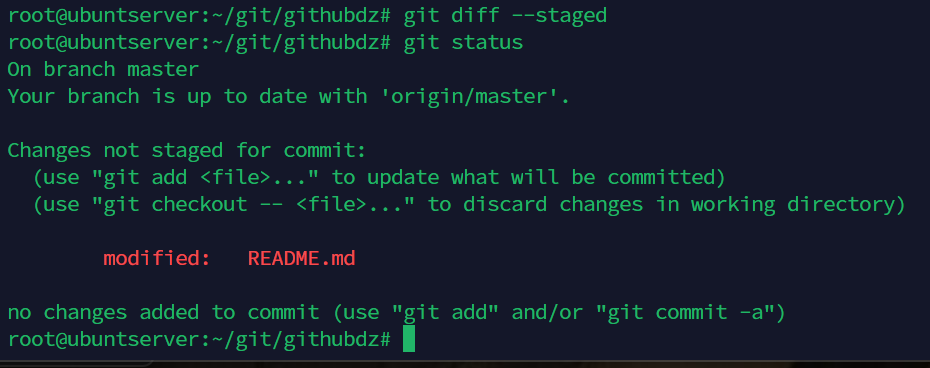 root@ubuntserver:~/git/githubdz# git diff --staged
root@ubuntserver:~/git/githubdz# git status
On branch master
Your branch is up to date with 'origin/master'.

Changes not staged for commit:
  (use "git add <file>..." to update what will be committed)
  (use "git checkout -- <file>..." to discard changes in working directory)

        modified:   README.md

no changes added to commit (use "git add" and/or "git commit -a")
root@ubuntserver:~/git/githubdz#